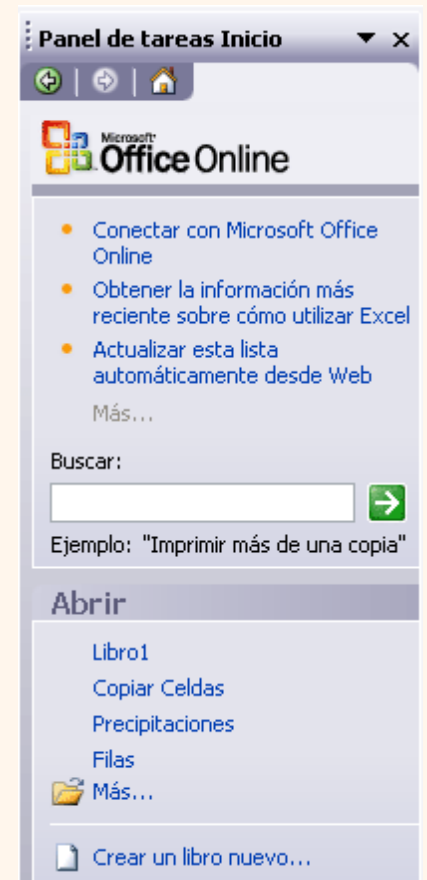 Panel de tareas Inicio
Microsoft
Office Online
Conectar con Microsoft Office
Online
Obtener la información más
reciente sobre cómo utilizar Excel
Actualizar esta lista
automáticamente desde Web
Más...
Buscar:
Ejemplo: "Imprimir más de una copia"
Abrir
Libro1
Copiar Celdas
Precipitaciones
Filas
Más...
Crear un libro nuevo...